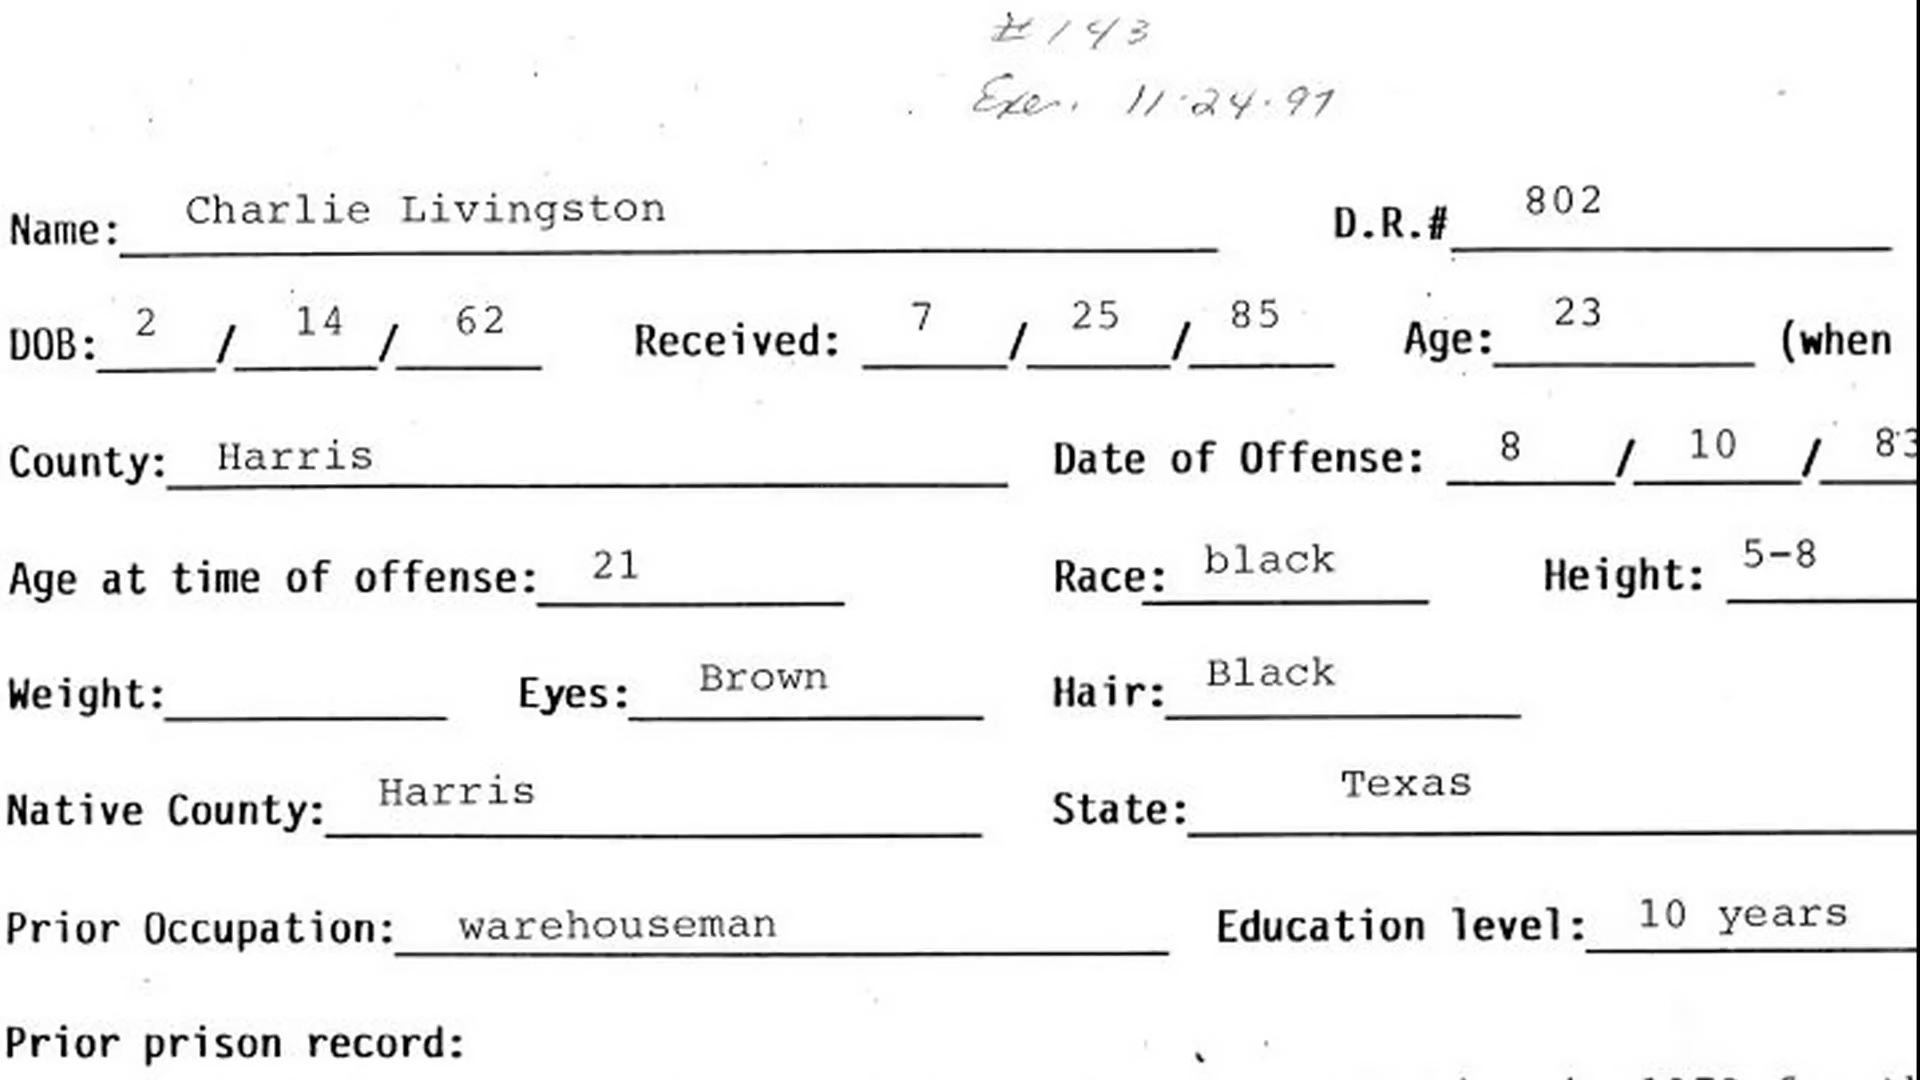 #143
Exe. 11-24-97
Name: Charlie Livingston D.R.# 802
DOB: 2 / 14 / 62 Received: 7 / 25 / 85 Age: 23 (when
County: Harris Date of Offense: 8 / 10 / 83
Age at time of offense: 21 Race: black Height: 5-8
Weight: Eyes: Brown Hair: Black
Native County: Harris State: Texas
Prior Occupation: warehouseman Education level: 10 years
Prior prison record: